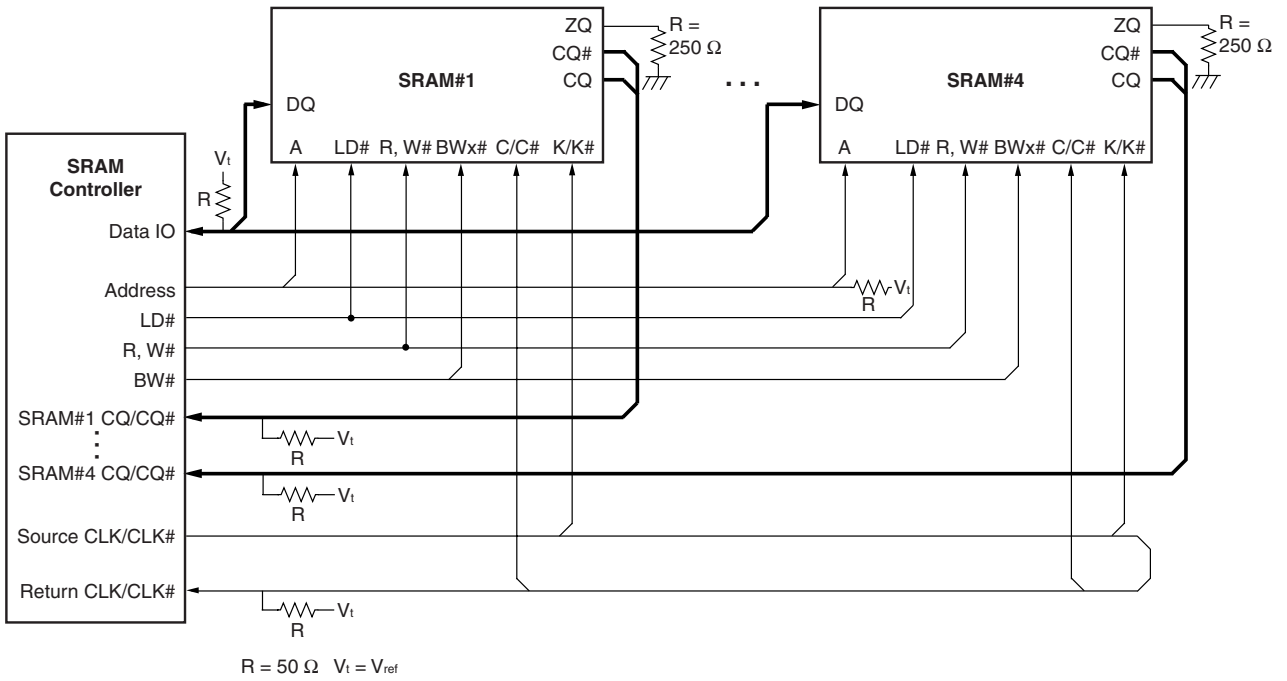 ZQ
CQ#
CQ
SRAM#1
DQ
A LD# R, W# BWx# C/C# K/K#
R =
250 Ω
...
ZQ
CQ#
CQ
SRAM#4
DQ
A LD# R, W# BWx# C/C# K/K#
R =
250 Ω
SRAM
Controller
Vt
R
Data IO
Address
R
Vt
LD#
R, W#
BW#
SRAM#1 CQ/CQ#
R
Vt
SRAM#4 CQ/CQ#
R
Vt
Source CLK/CLK#
Return CLK/CLK#
R
Vt
R = 50 Ω Vt = Vref